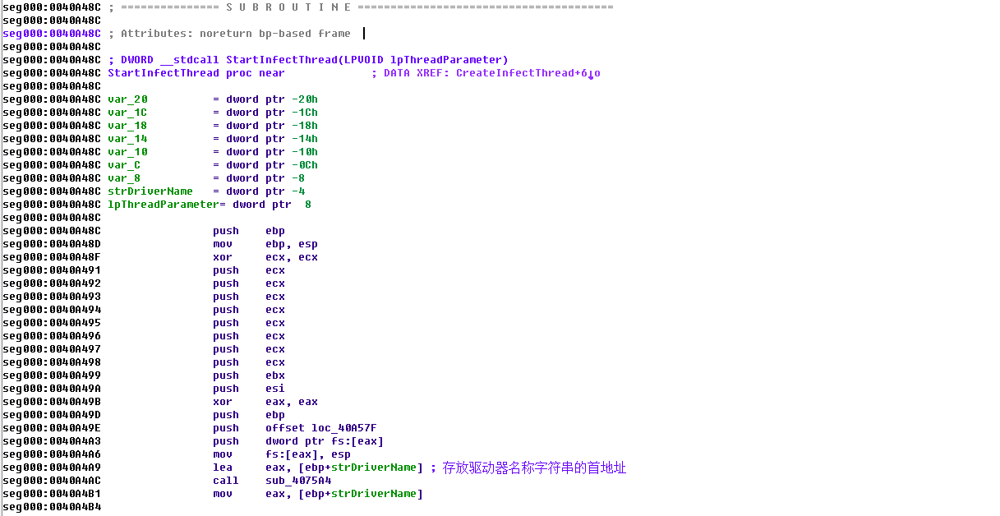 seg000:0040A48C ; =============== S U B R O U T I N E =======================================
seg000:0040A48C
seg000:0040A48C ; Attributes: noreturn bp-based frame
seg000:0040A48C
seg000:0040A48C ; DWORD __stdcall StartInfectThread(LPVOID lpThreadParameter)
seg000:0040A48C StartInfectThread proc near             ; DATA XREF: CreateInfectThread+6↓o
seg000:0040A48C
seg000:0040A48C var_20          = dword ptr -20h
seg000:0040A48C var_1C          = dword ptr -1Ch
seg000:0040A48C var_18          = dword ptr -18h
seg000:0040A48C var_14          = dword ptr -14h
seg000:0040A48C var_10          = dword ptr -10h
seg000:0040A48C var_C           = dword ptr -0Ch
seg000:0040A48C var_8           = dword ptr -8
seg000:0040A48C strDriverName   = dword ptr -4
seg000:0040A48C lpThreadParameter= dword ptr  8
seg000:0040A48C
seg000:0040A48C                 push    ebp
seg000:0040A48D                 mov     ebp, esp
seg000:0040A48F                 xor     ecx, ecx
seg000:0040A491                 push    ecx
seg000:0040A492                 push    ecx
seg000:0040A493                 push    ecx
seg000:0040A494                 push    ecx
seg000:0040A495                 push    ecx
seg000:0040A496                 push    ecx
seg000:0040A497                 push    ecx
seg000:0040A498                 push    ecx
seg000:0040A499                 push    ebx
seg000:0040A49A                 push    esi
seg000:0040A49B                 xor     eax, eax
seg000:0040A49D                 push    ebp
seg000:0040A49E                 push    offset loc_40A57F
seg000:0040A4A3                 push    dword ptr fs:[eax]
seg000:0040A4A6                 mov     fs:[eax], esp
seg000:0040A4A9                 lea     eax, [ebp+strDriverName] ; 存放驱动器名称字符串的首地址
seg000:0040A4AC                 call    sub_4075A4
seg000:0040A4B1                 mov     eax, [ebp+strDriverName]
seg000:0040A4B4